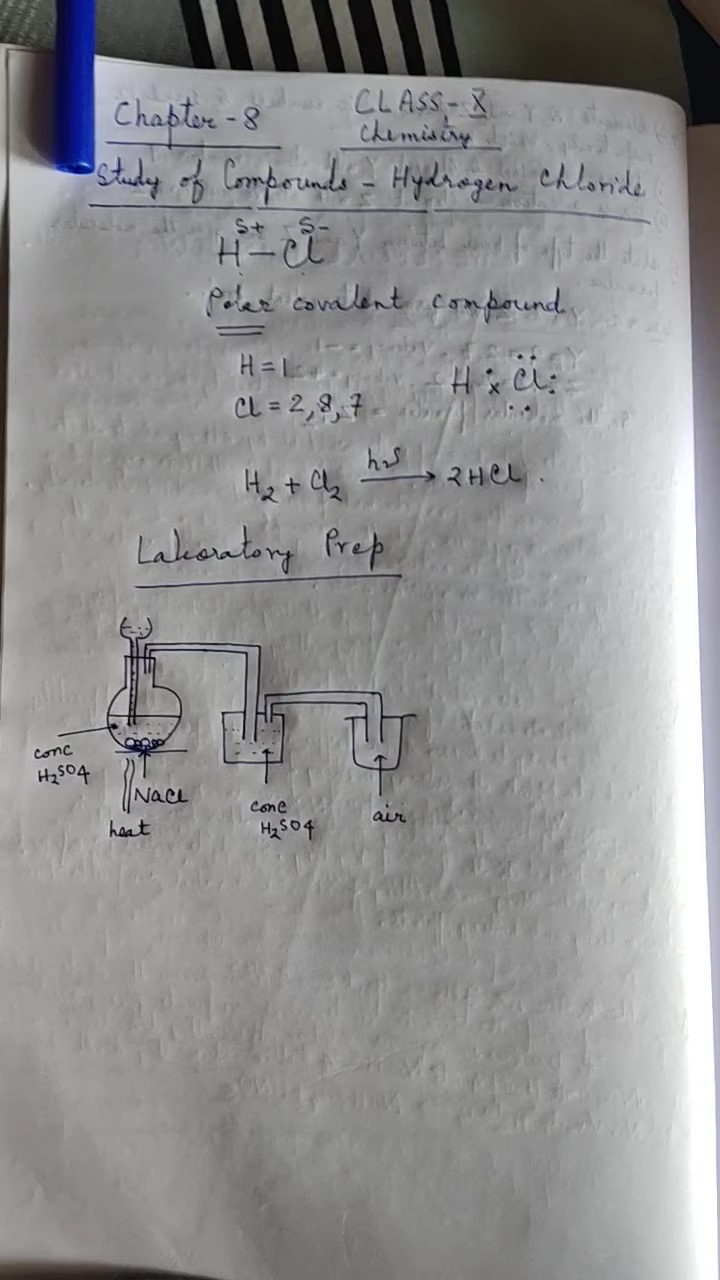 Chapter - 8
CLASS - X
Chemistry
Study of Compounds - Hydrogen Chloride
δ+ δ-
H - Cl
Polar covalent compound
H = 1
Cl = 2, 8, 7
H •x Cl:
H₂ + Cl₂ hν → 2HCl.
Laboratory Prep
conc
H₂SO4
NaCl
heat
conc
H₂SO4
air